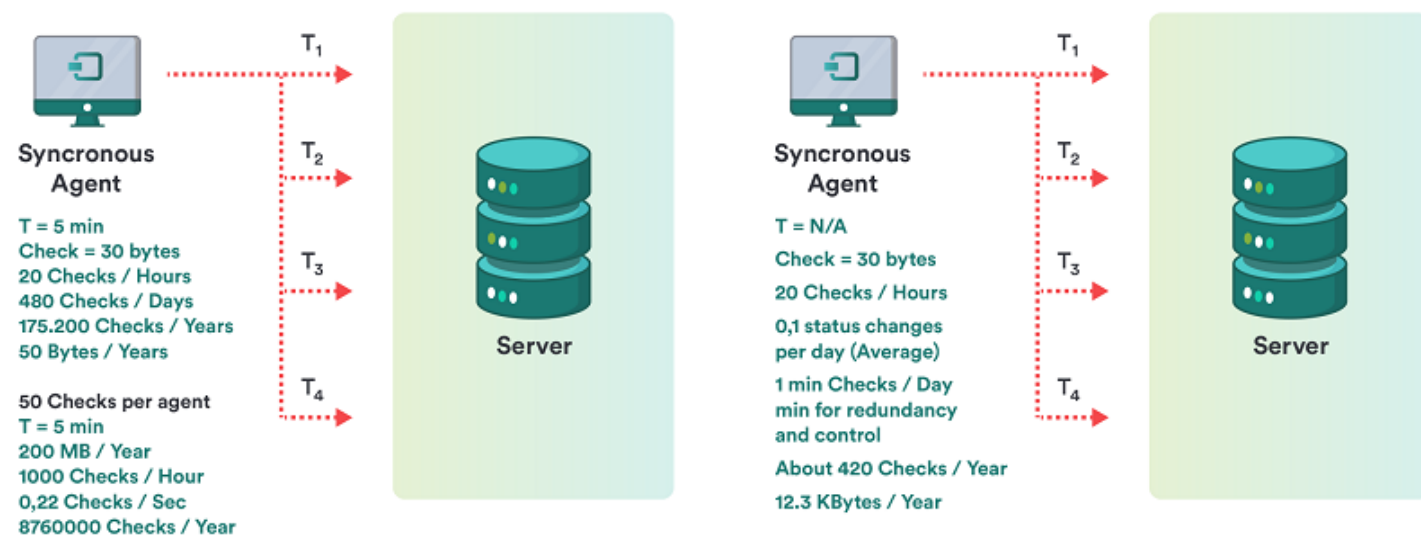 T1
T2
T3
T4
Syncronous
Agent
T = 5 min
Check = 30 bytes
20 Checks / Hours
480 Checks / Days
175.200 Checks / Years
50 Bytes / Years
50 Checks per agent
T = 5 min
200 MB / Year
1000 Checks / Hour
0,22 Checks / Sec
8760000 Checks / Year
Server
T1
T2
T3
T4
Syncronous
Agent
T = N/A
Check = 30 bytes
20 Checks / Hours
0,1 status changes
per day (Average)
1 min Checks / Day
min for redundancy
and control
About 420 Checks / Year
12.3 KBytes / Year
Server